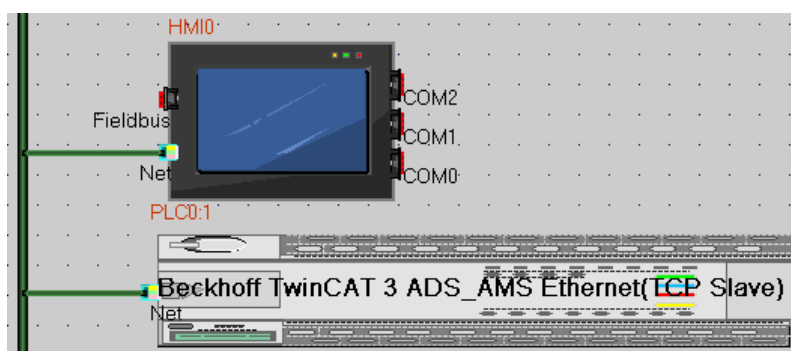 HMI0
COM2
Fieldbus
COM1
Net
COM0
PLC0:1
Beckhoff TwinCAT 3 ADS_AMS Ethernet(TCP Slave)
Net